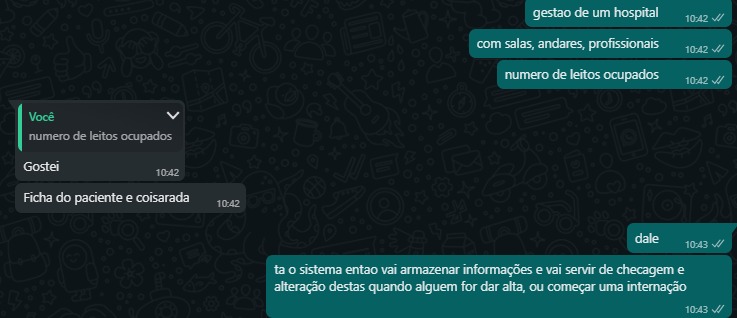 gestao de um hospital
10:42
com salas, andares, profissionais
10:42
numero de leitos ocupados
10:42
Você
numero de leitos ocupados
Gostei
10:42
Ficha do paciente e coisarada
10:42
dale
10:43
ta o sistema entao vai armazenar informações e vai servir de checagem e
alteração destas quando alguem for dar alta, ou começar uma internação
10:43